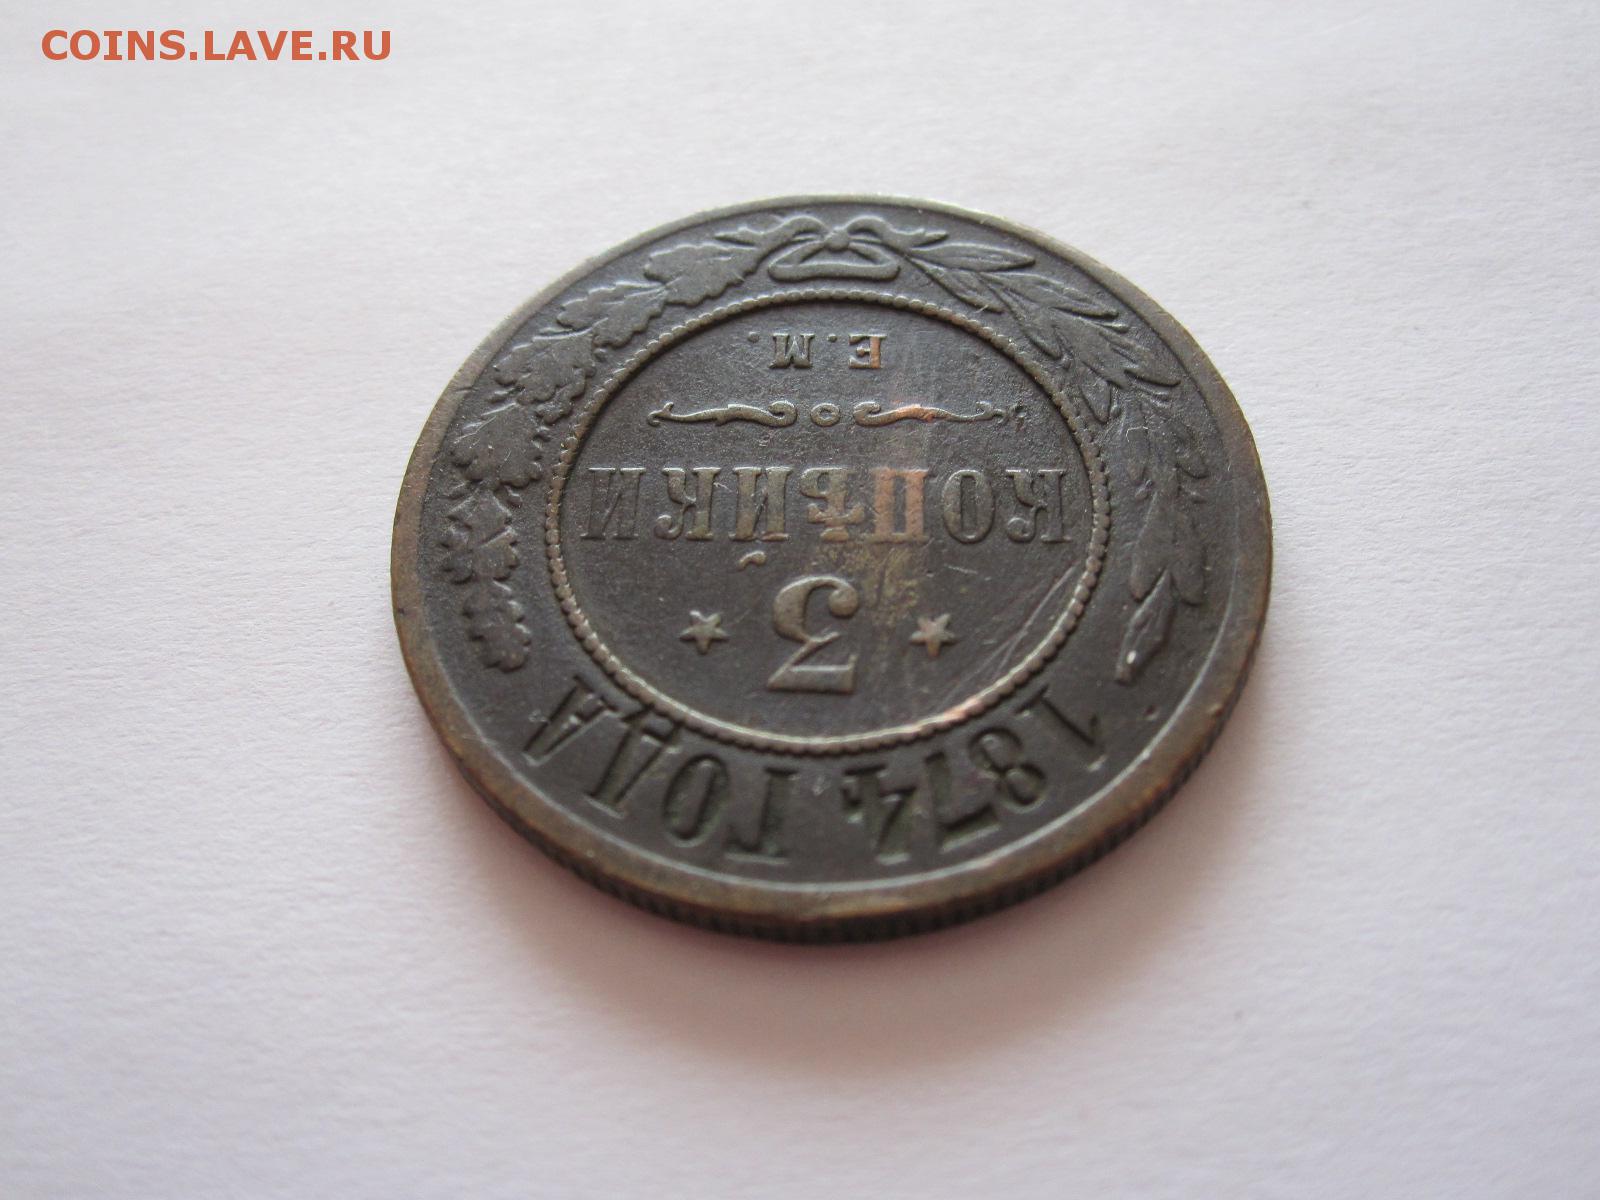 COINS.LAVE.RU
★ 3 ★
КОПѢЙКИ
Е.М.
1874 ГОДА